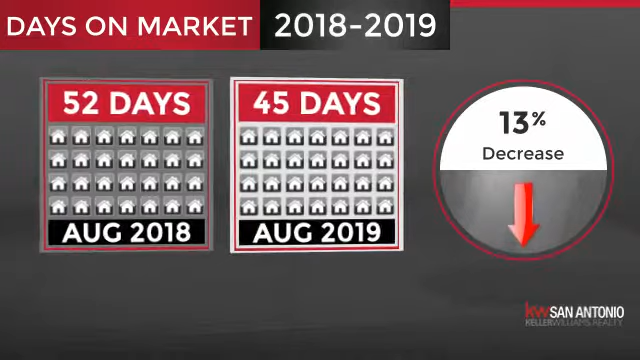 DAYS ON MARKET 2018-2019
52 DAYS
AUG 2018
45 DAYS
AUG 2019
13%
Decrease
kw SAN ANTONIO
KELLERWILLIAMS. REALTY